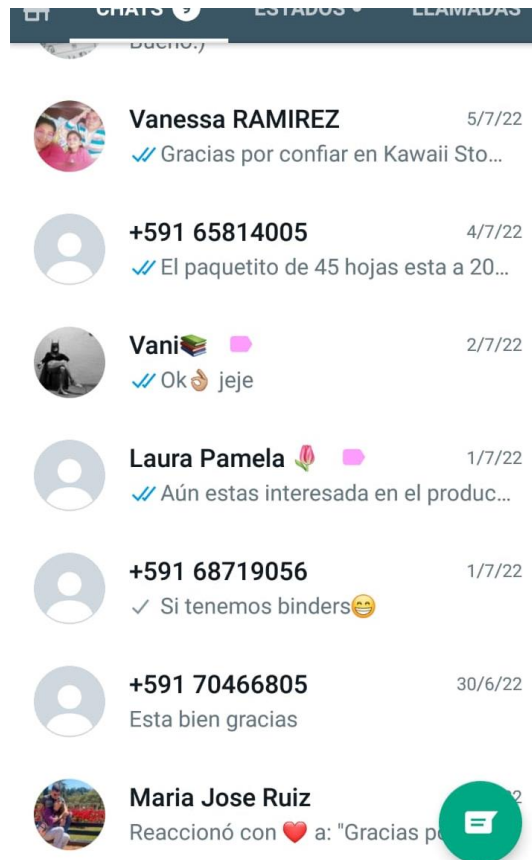 CHATS 9 ESTADOS • LLAMADAS
Bueno:)
Vanessa RAMIREZ 5/7/22
Gracias por confiar en Kawaii Sto...
+591 65814005 4/7/22
El paquetito de 45 hojas esta a 20...
Vani📚 2/7/22
Ok👌🏼 jeje
Laura Pamela 🌷 1/7/22
Aún estas interesada en el produc...
+591 68719056 1/7/22
Si tenemos binders😁
+591 70466805 30/6/22
Esta bien gracias
Maria Jose Ruiz
Reaccionó con ❤️ a: "Gracias p